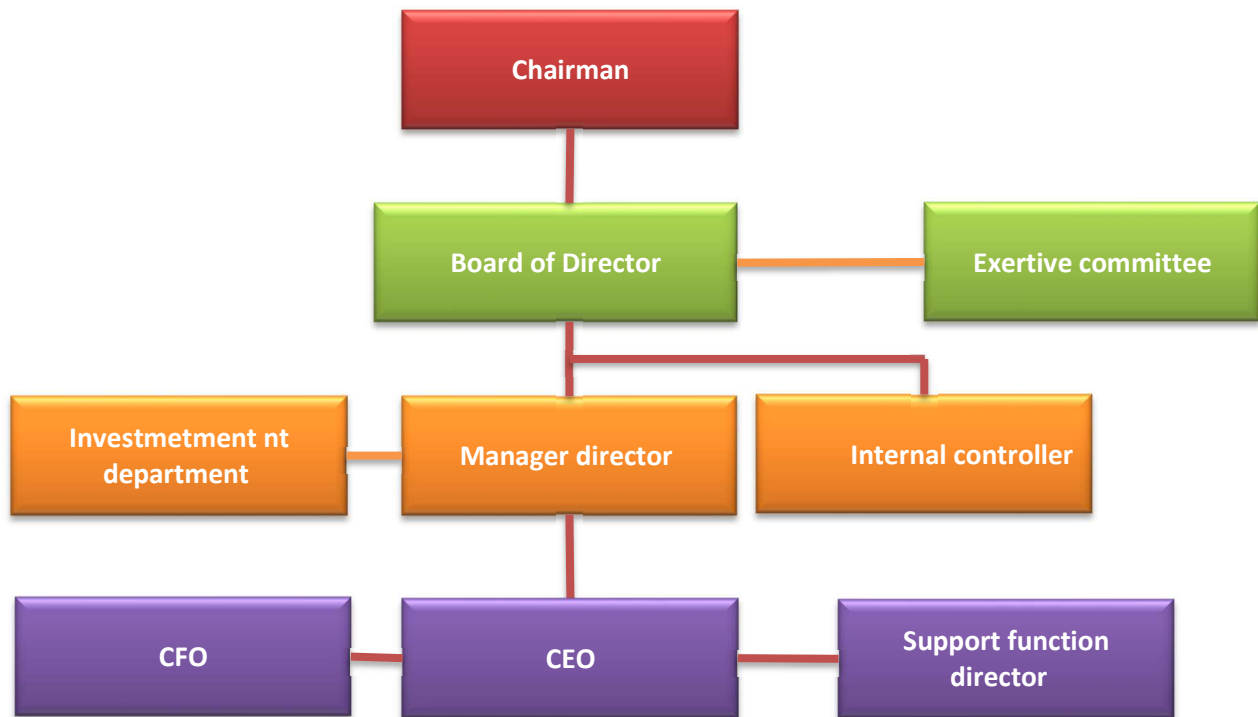 Chairman
Board of Director
Exertive committee
Investmetment nt
department
Manager director
Internal controller
CFO
CEO
Support function
director